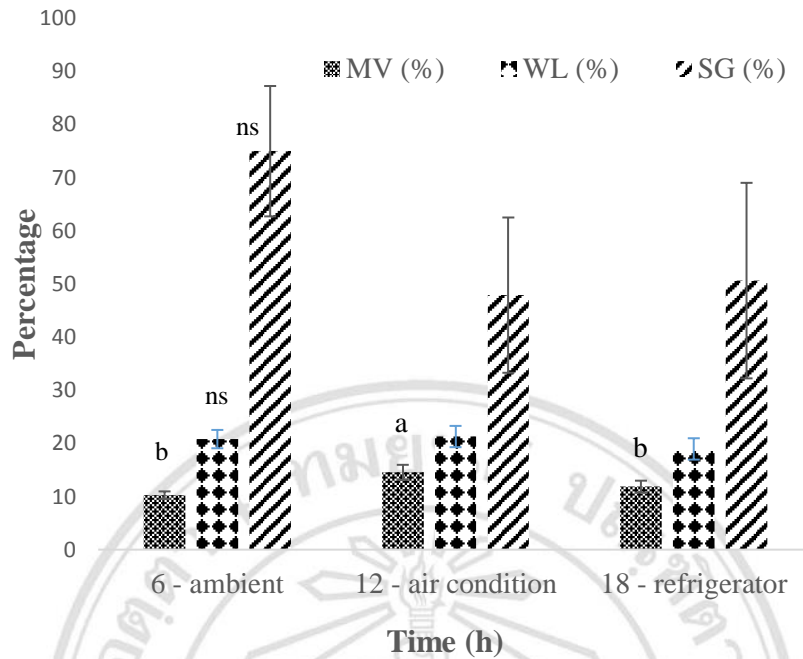 100
90
80
70
60
50
40
30
20
10
0
Percentage
MV (%) WL (%) SG (%)
ns
ns
b
a
b
6 - ambient 12 - air condition 18 - refrigerator
Time (h)